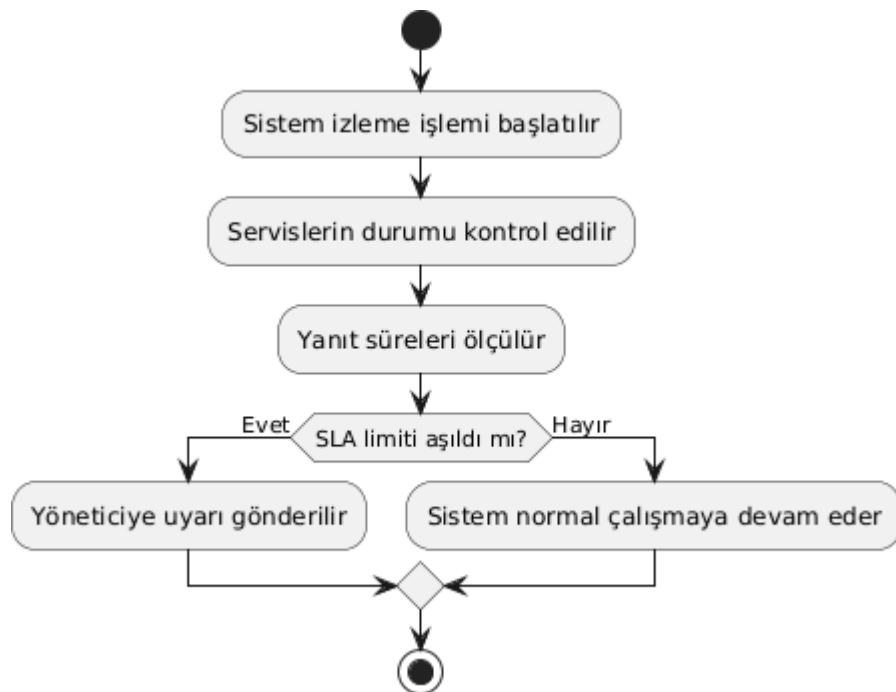 Sistem izleme işlemi başlatılır
Servislerin durumu kontrol edilir
Yanıt süreleri ölçülür
Evet
SLA limiti aşıldı mı?
Hayır
Yöneticiye uyarı gönderilir
Sistem normal çalışmaya devam eder